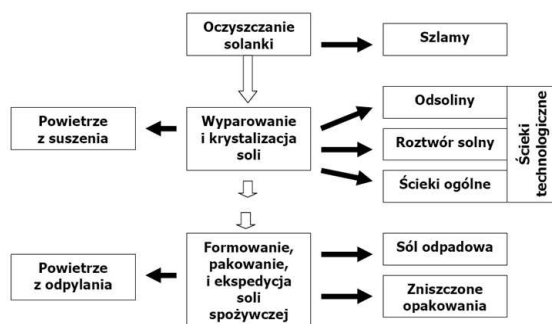 Oczyszczanie
solanki
Szlamy
Powietrze
z suszenia
Wyparowanie
i krystalizacja
soli
Odsoliny
Roztwór solny
Ścieki ogólne
Ścieki
technologiczne
Powietrze
z odpylania
Formowanie,
pakowanie,
i ekspedycja
soli
spożywczej
Sól odpadowa
Zniszczone
opakowania